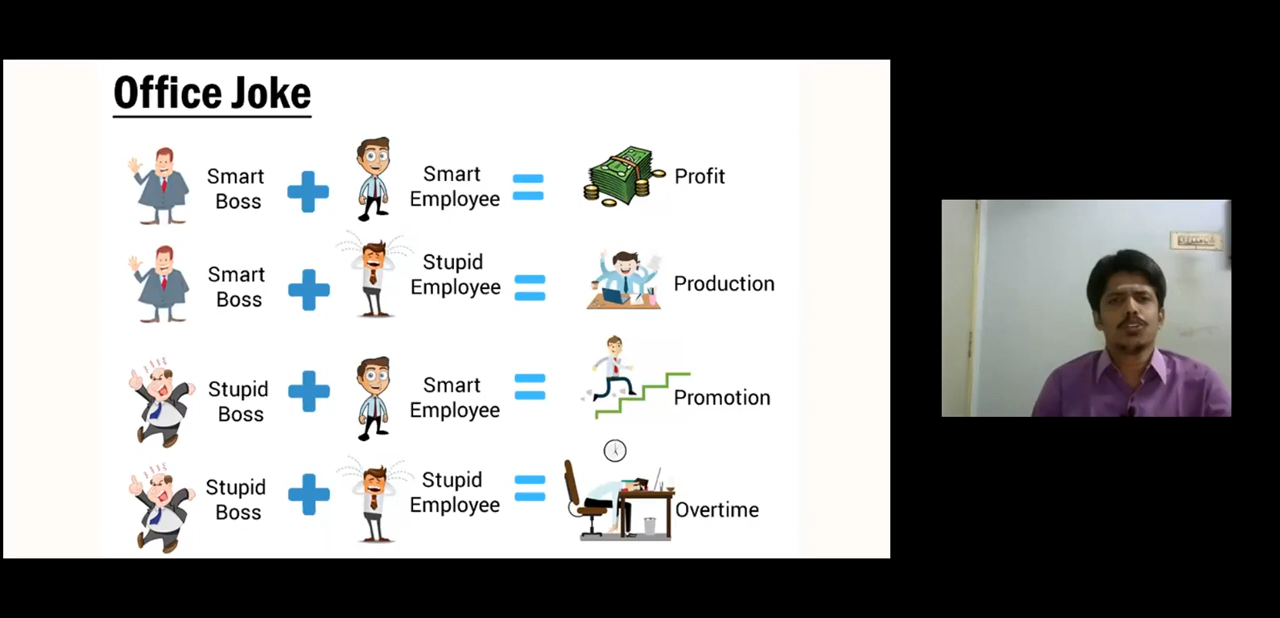 Office Joke
Smart
Boss
Smart
Employee
Profit
Smart
Boss
Stupid
Employee
Production
Stupid
Boss
Smart
Employee
Promotion
Stupid
Boss
Stupid
Employee
Overtime